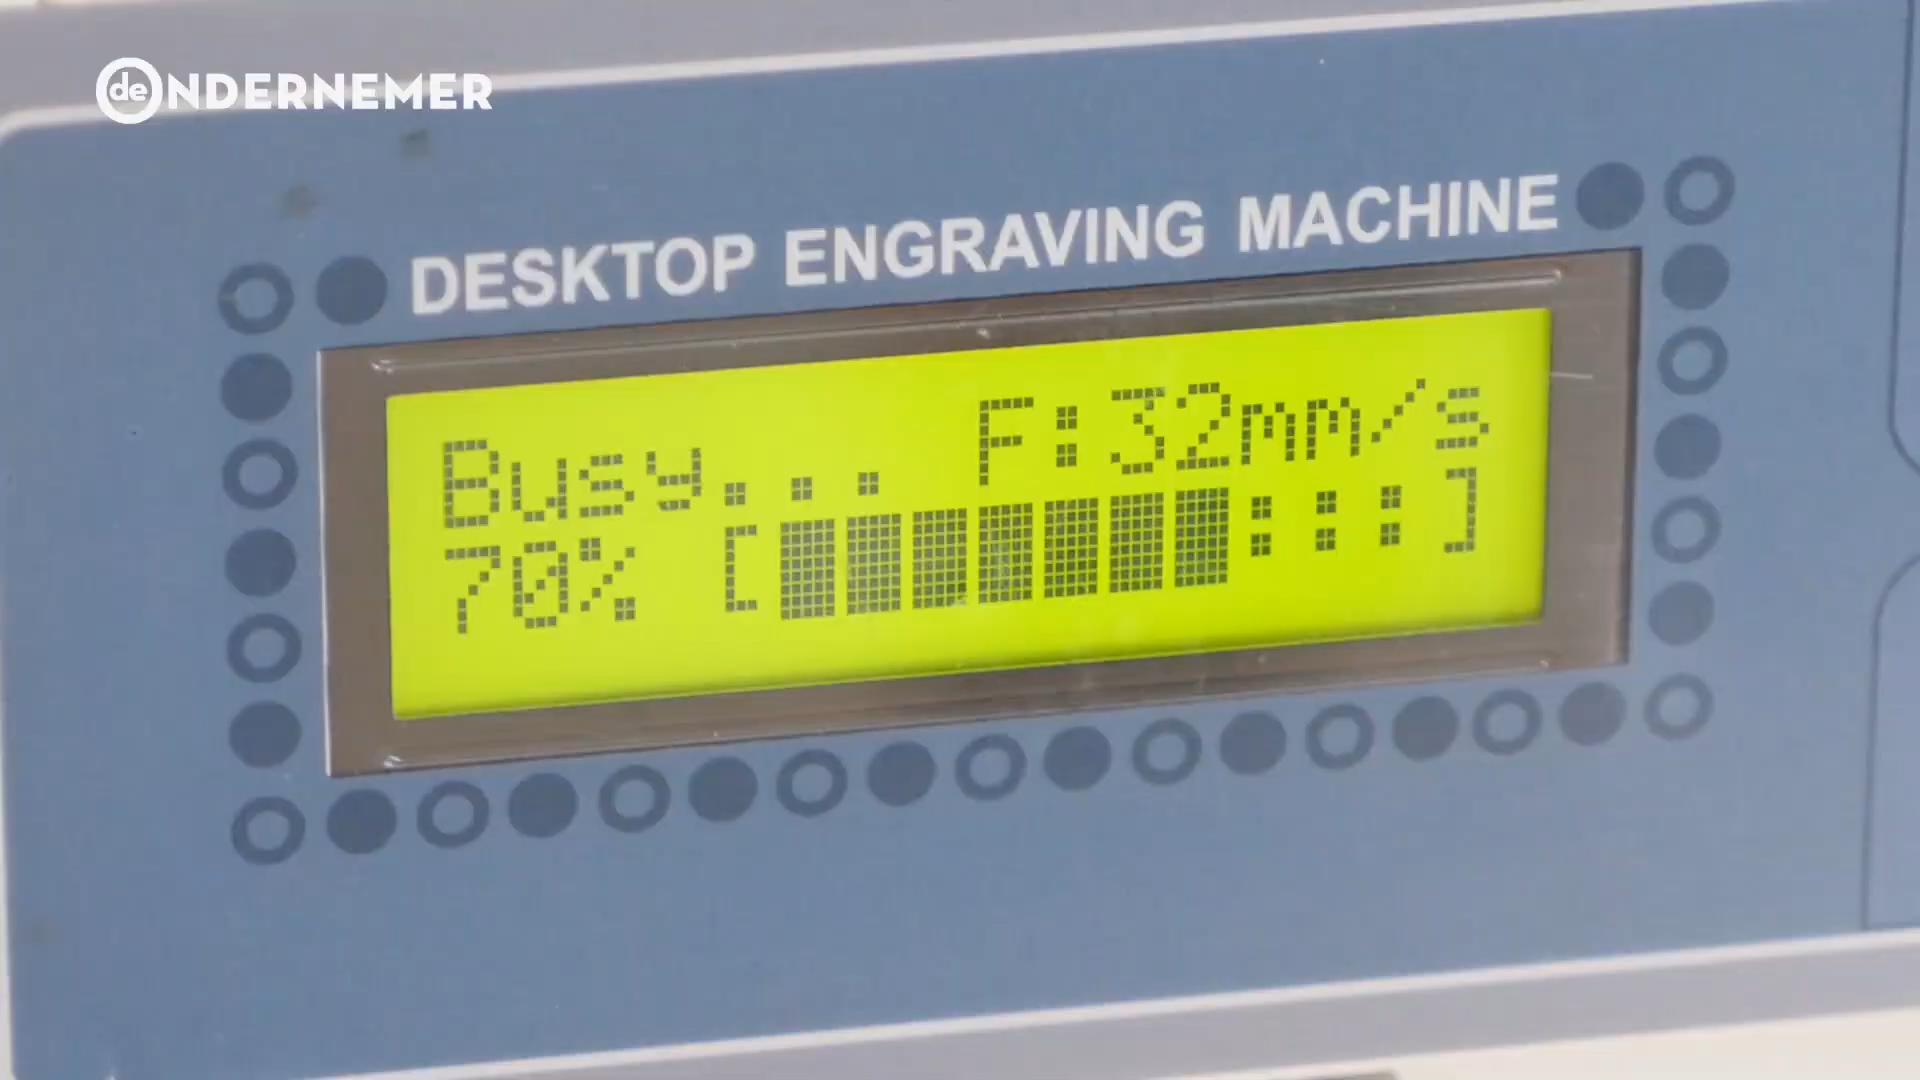 deONDERNEMER
DESKTOP ENGRAVING MACHINE
Busy... F:32mm/s
70% [███████:::]